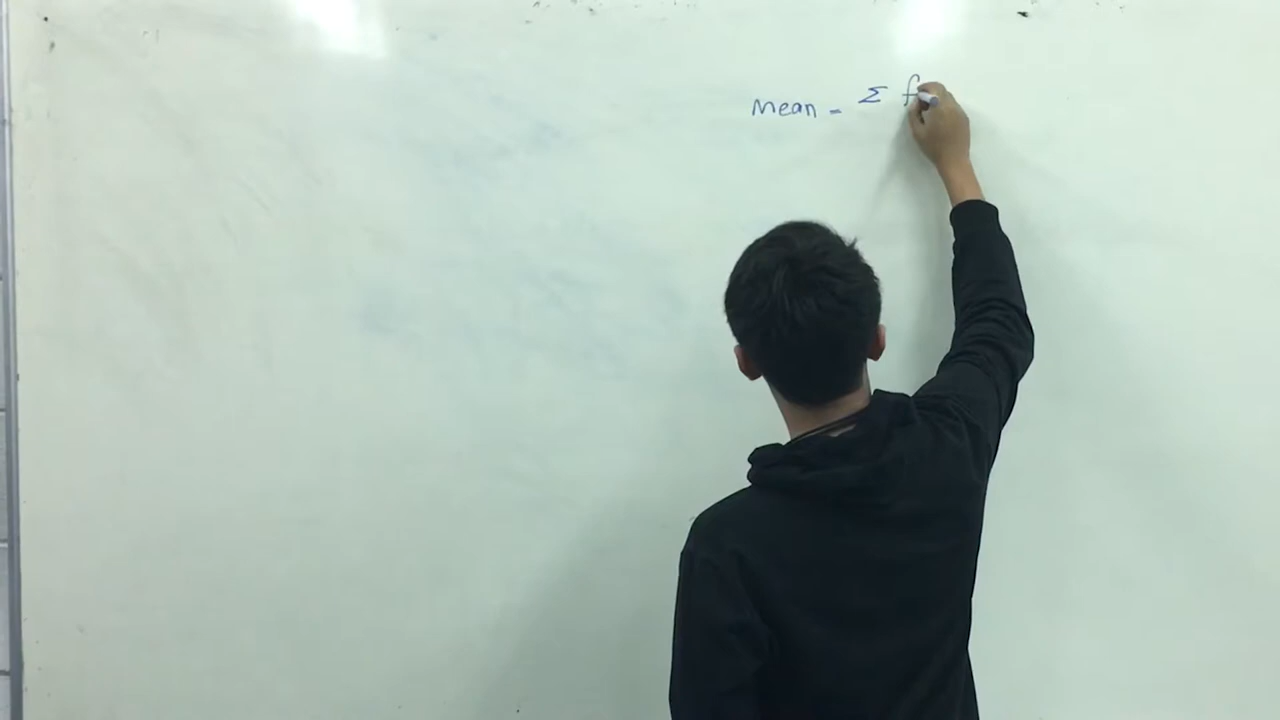 Mean = Σ f